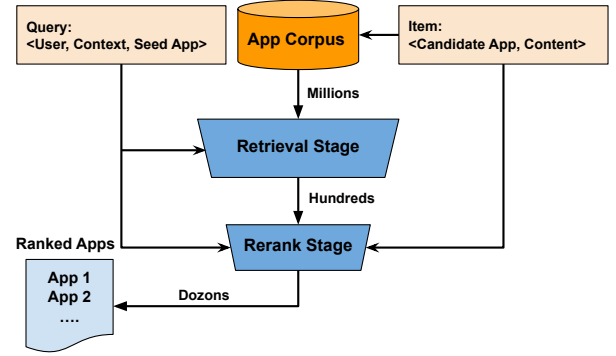 Query:
<User, Context, Seed App>
App Corpus
Item:
<Candidate App, Content>
Millions
Retrieval Stage
Hundreds
Rerank Stage
Ranked Apps
App 1
App 2
....
Dozons